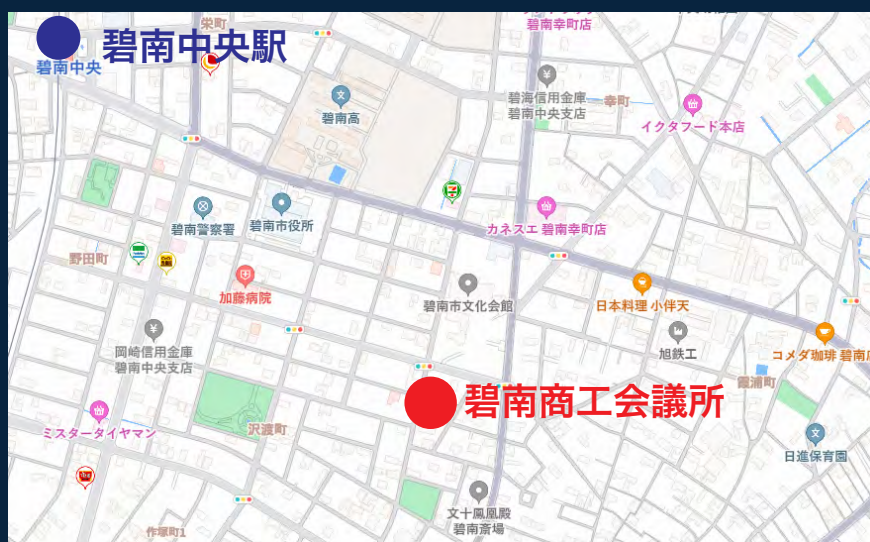 栄町
碧南幸町店
碧南中央駅
碧南中央
碧南高
碧海信用金庫
碧南中央支店
幸町
イクタフード本店
碧南警察署
碧南市役所
カネスエ 碧南幸町店
野田町
加藤病院
碧南市文化会館
日本料理 小伴天
岡崎信用金庫
碧南中央支店
旭鉄工
コメダ珈琲 碧南店
霞浦町
碧南商工会議所
ミスタータイヤマン
沢渡町
日進保育園
文十鳳凰殿
碧南斎場
作塚町1